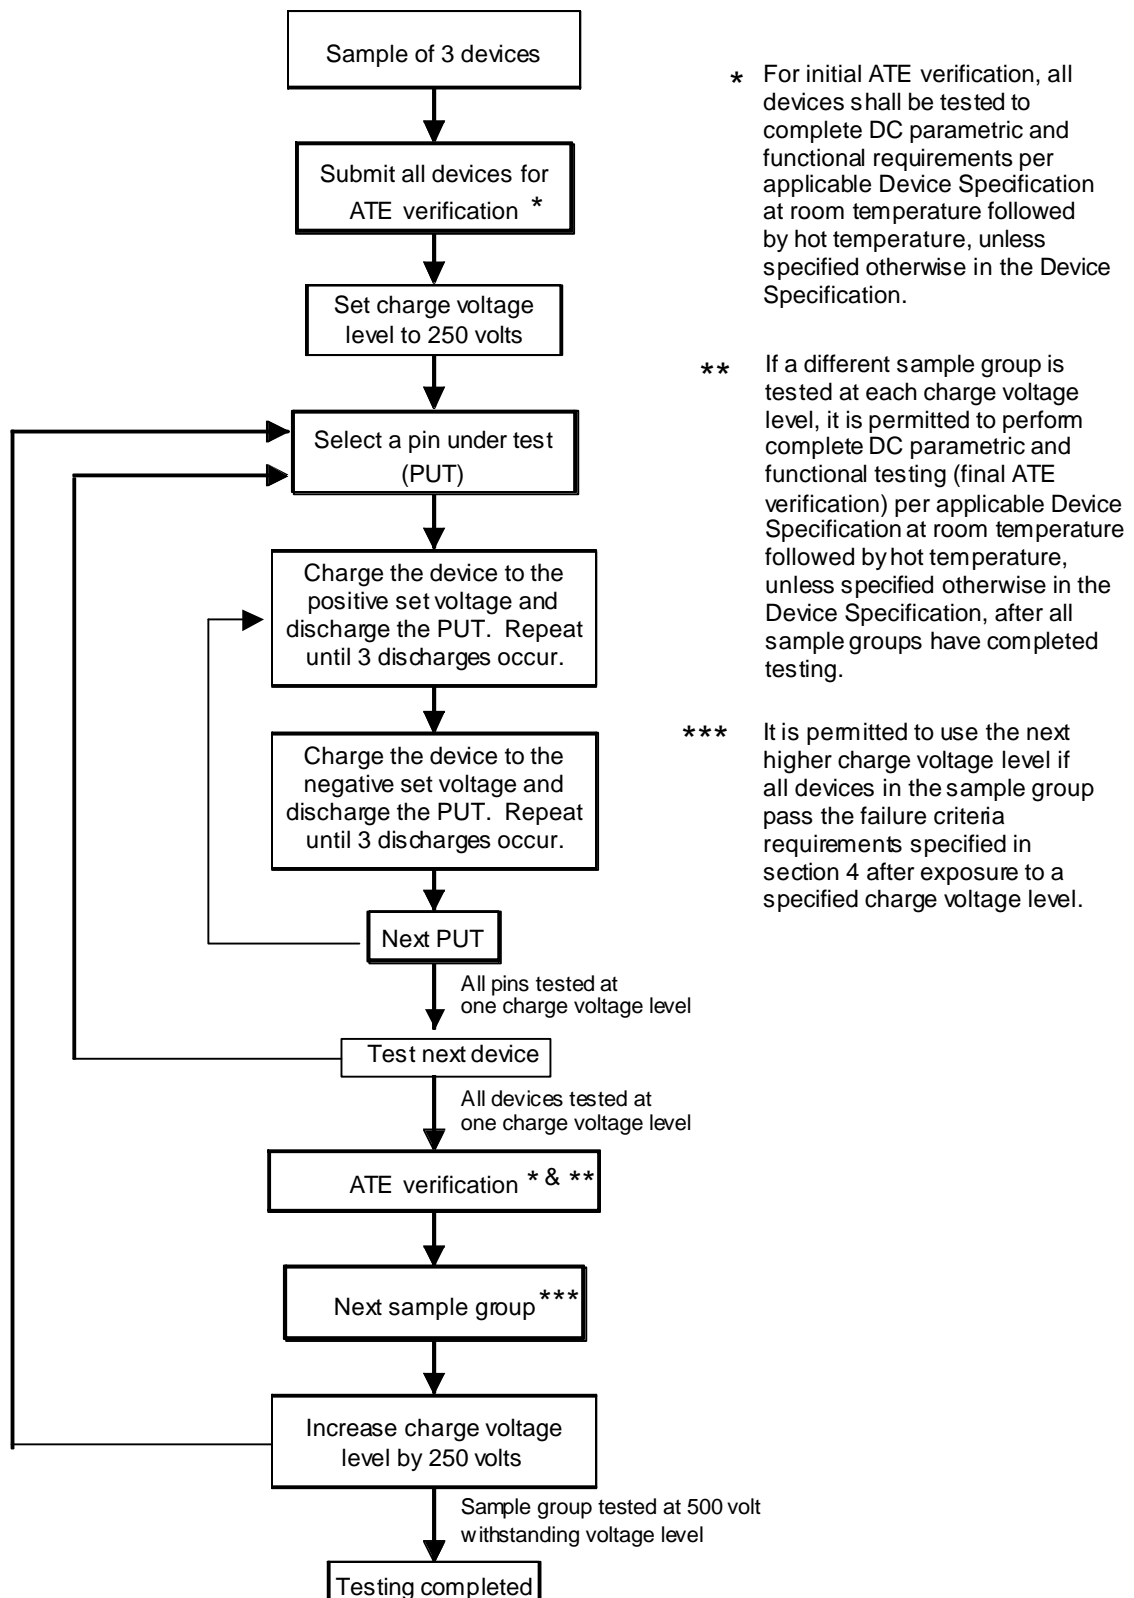 Sample of 3 devices
Submit all devices for
ATE verification *
Set charge voltage
level to 250 volts
Select a pin under test
(PUT)
Charge the device to the
positive set voltage and
discharge the PUT. Repeat
until 3 discharges occur.
Charge the device to the
negative set voltage and
discharge the PUT. Repeat
until 3 discharges occur.
Next PUT
All pins tested at
one charge voltage level
Test next device
All devices tested at
one charge voltage level
ATE verification * & **
Next sample group ***
Increase charge voltage
level by 250 volts
Sample group tested at 500 volt
withstanding voltage level
Testing completed
* For initial ATE verification, all
devices shall be tested to
complete DC parametric and
functional requirements per
applicable Device Specification
at room temperature followed
by hot temperature, unless
specified otherwise in the Device
Specification.
** If a different sample group is
tested at each charge voltage
level, it is permitted to perform
complete DC parametric and
functional testing (final ATE
verification) per applicable Device
Specification at room temperature
followed by hot temperature,
unless specified otherwise in the
Device Specification, after all
sample groups have completed
testing.
*** It is permitted to use the next
higher charge voltage level if
all devices in the sample group
pass the failure criteria
requirements specified in
section 4 after exposure to a
specified charge voltage level.